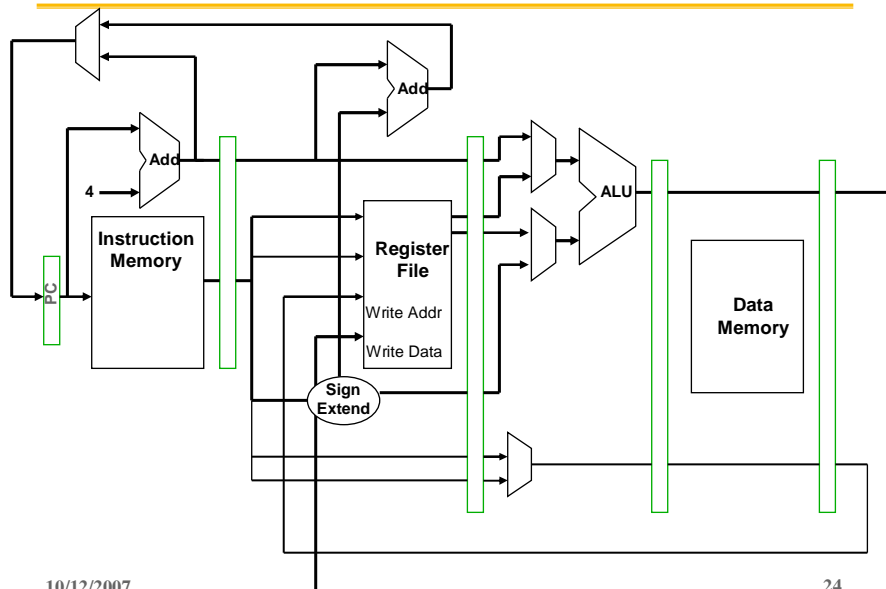 Add
Add
4
ALU
Instruction
Memory
Register
File
PC
Write Addr
Data
Memory
Write Data
Sign
Extend
10/12/2007
24